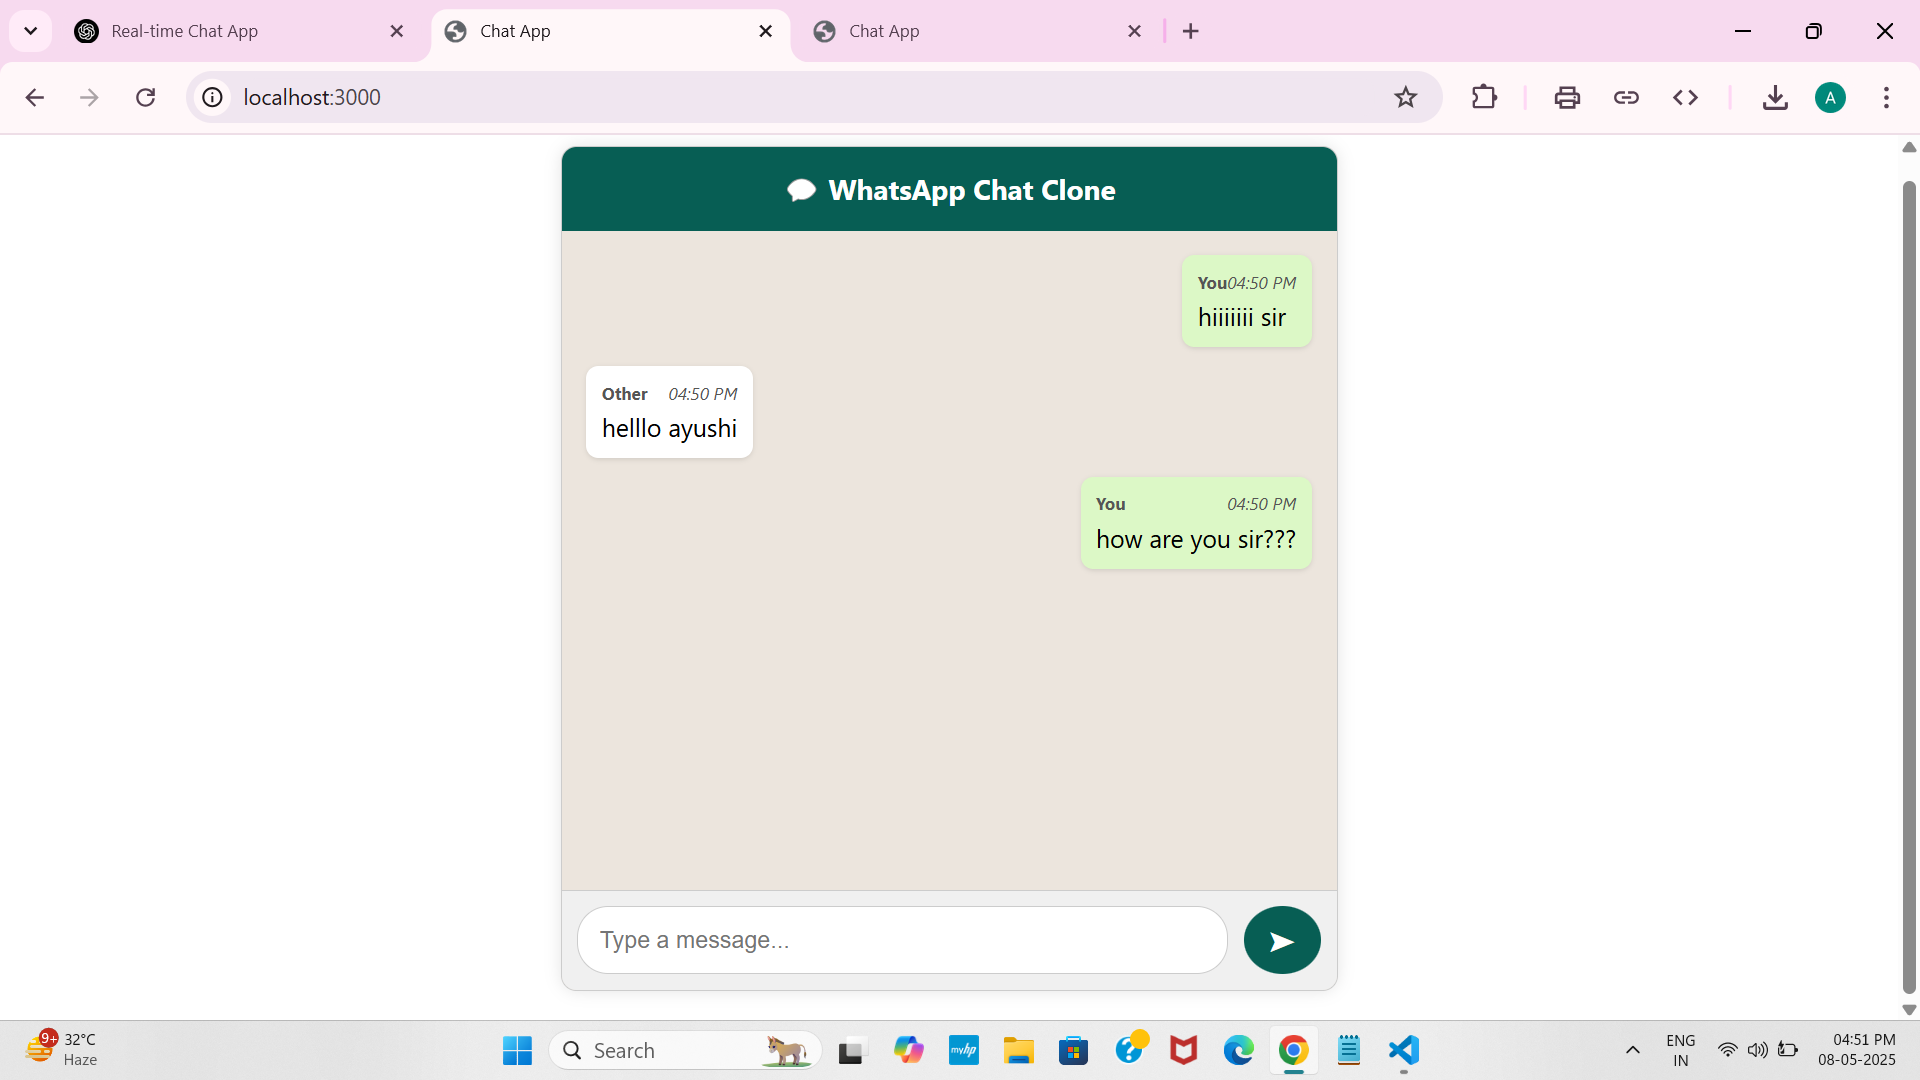 Real-time Chat App
Chat App
Chat App
localhost:3000
A
WhatsApp Chat Clone
You04:50 PM
hiiiiiii sir
Other 04:50 PM
helllo ayushi
You 04:50 PM
how are you sir???
Type a message...
9+
32°C
Haze
Search
myhp
ENG
IN
04:51 PM
08-05-2025